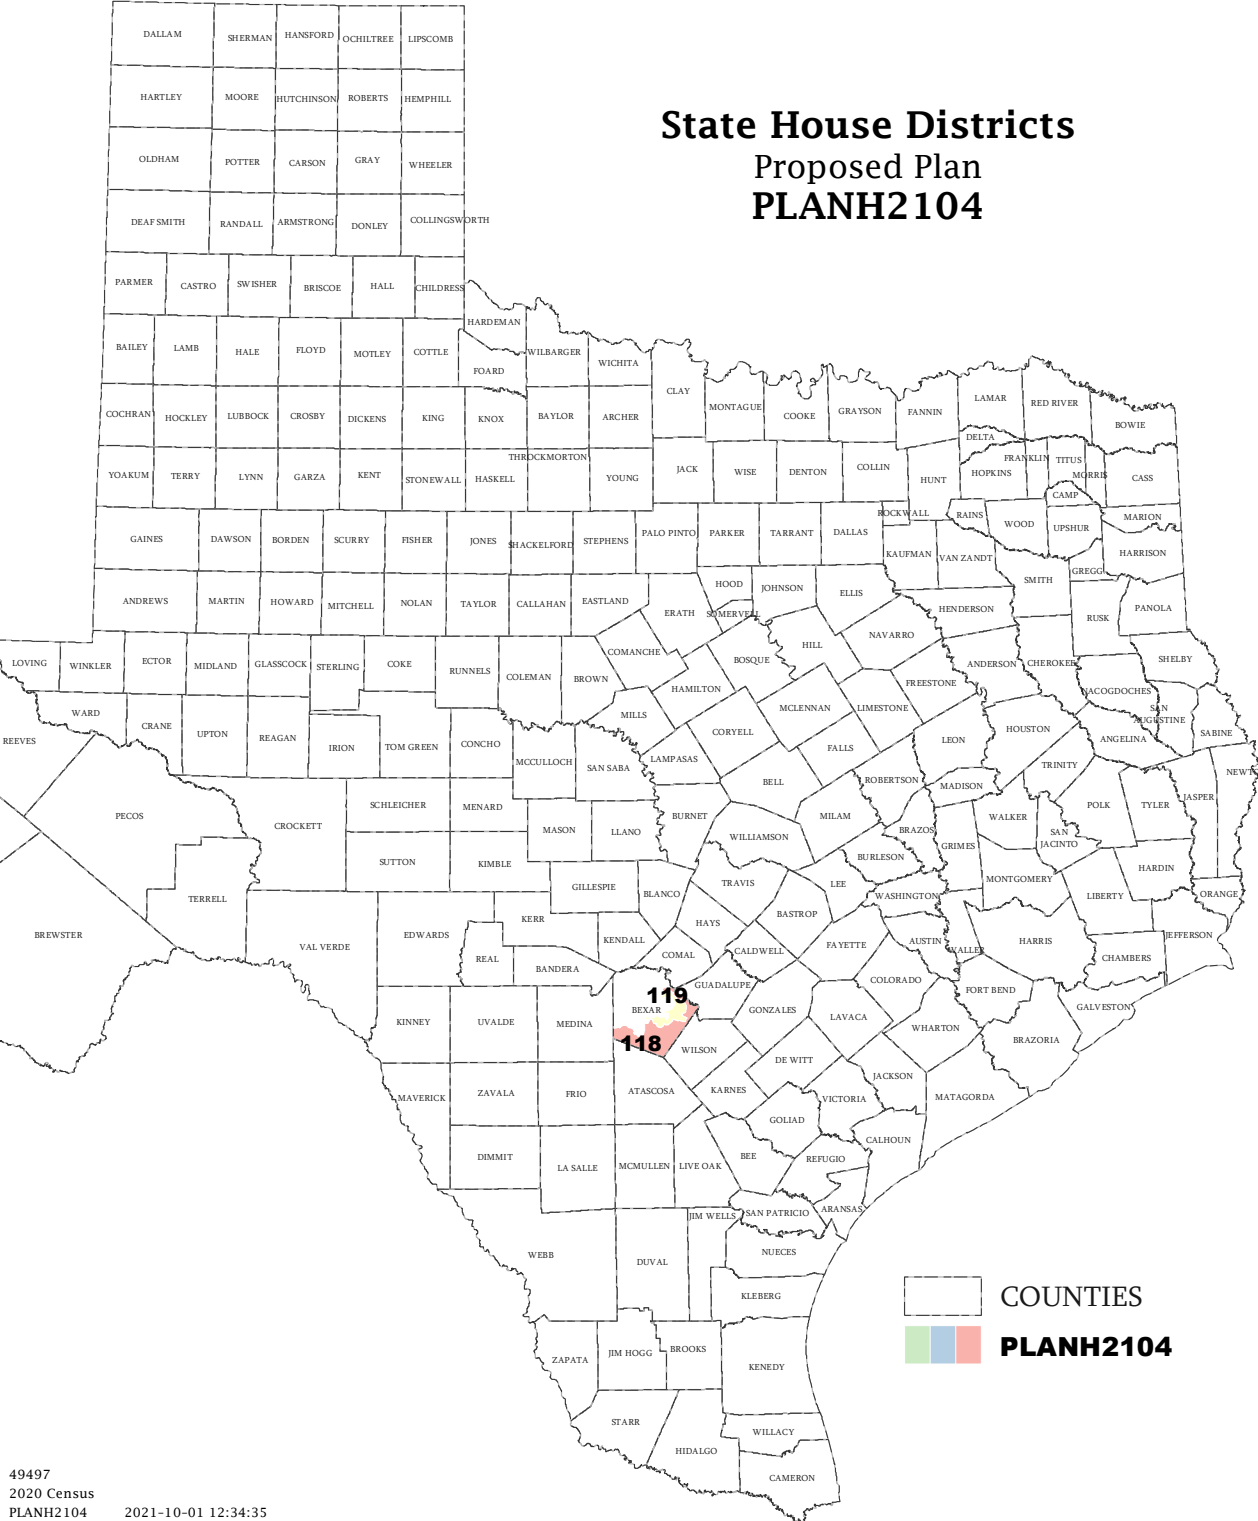 State House Districts
Proposed Plan
PLANH2104
DALLAM SHERMAN HANSFORD OCHILTREE LIPSCOMB
HARTLEY MOORE HUTCHINSON ROBERTS HEMPHILL
OLDHAM POTTER CARSON GRAY WHEELER
DEAF SMITH RANDALL ARMSTRONG DONLEY COLLINGSWORTH
PARMER CASTRO SWISHER BRISCOE HALL CHILDRESS
HARDEMAN
BAILEY LAMB HALE FLOYD MOTLEY COTTLE FOARD WILBARGER WICHITA
CLAY MONTAGUE COOKE GRAYSON FANNIN LAMAR RED RIVER BOWIE
COCHRAN HOCKLEY LUBBOCK CROSBY DICKENS KING KNOX BAYLOR ARCHER
DELTA FRANKLIN TITUS MORRIS CASS
YOAKUM TERRY LYNN GARZA KENT STONEWALL HASKELL THROCKMORTON YOUNG JACK WISE DENTON COLLIN HUNT HOPKINS
CAMP
ROCKWALL RAINS WOOD UPSHUR MARION
GAINES DAWSON BORDEN SCURRY FISHER JONES SHACKELFORD STEPHENS PALO PINTO PARKER TARRANT DALLAS KAUFMAN VAN ZANDT HARRISON
SMITH GREGG
ANDREWS MARTIN HOWARD MITCHELL NOLAN TAYLOR CALLAHAN EASTLAND ERATH HOOD SOMERVELL JOHNSON ELLIS HENDERSON RUSK PANOLA
LOVING WINKLER ECTOR MIDLAND GLASSCOCK STERLING COKE RUNNELS COLEMAN BROWN COMANCHE BOSQUE HILL NAVARRO ANDERSON CHEROKEE SHELBY
HAMILTON FREESTONE NACOGDOCHES
WARD CRANE UPTON REAGAN IRION TOM GREEN CONCHO MILLS MCLENNAN LIMESTONE SAN
AUGUSTINE
REEVES MCCULLOCH SAN SABA LAMPASAS CORYELL FALLS LEON HOUSTON ANGELINA SABINE
BELL ROBERTSON MADISON TRINITY NEWT
PECOS CROCKETT SCHLEICHER MENARD MASON LLANO BURNET WILLIAMSON MILAM BRAZOS GRIMES WALKER SAN
JACINTO
POLK TYLER JASPER
SUTTON KIMBLE GILLESPIE BLANCO TRAVIS LEE BURLESON WASHINGTON MONTGOMERY LIBERTY HARDIN ORANGE
TERRELL
BREWSTER VAL VERDE EDWARDS KERR REAL BANDERA KENDALL COMAL HAYS CALDWELL BASTROP FAYETTE AUSTIN WALLER HARRIS CHAMBERS JEFFERSON
119
BEXAR GUADALUPE GONZALES LAVACA COLORADO FORT BEND GALVESTON
KINNEY UVALDE MEDINA WHARTON BRAZORIA
118
WILSON DE WITT
MAVERICK ZAVALA FRIO ATASCOSA KARNES VICTORIA JACKSON MATAGORDA
GOLIAD CALHOUN
DIMMIT LA SALLE MCMULLEN LIVE OAK BEE REFUGIO
JIM WELLS SAN PATRICIO ARANSAS
WEBB DUVAL NUECES
KLEBERG
COUNTIES
PLANH2104
ZAPATA JIM HOGG BROOKS KENEDY
STARR WILLACY
HIDALGO
CAMERON
49497
2020 Census
PLANH2104 2021-10-01 12:34:35